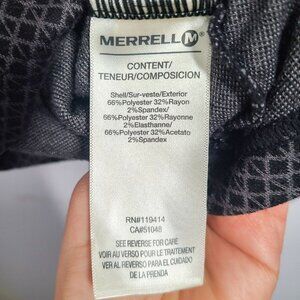 MERRELL M
CONTENT/
TENEUR/COMPOSICION
Shell/Sur-veste/Exterior
66%Polyester 32%Rayon
2%Spandex/
66%Polyester 32%Rayonne
2%Elasthanne/
66%Polyester 32%Acetato
2%Spandex
RN#119414
CA#51048
SEE REVERSE FOR CARE
VOIR AU VERSO POUR LE DETAIL
VER AL REVERSO PARA EL CUIDADO
DE LA PRENDA